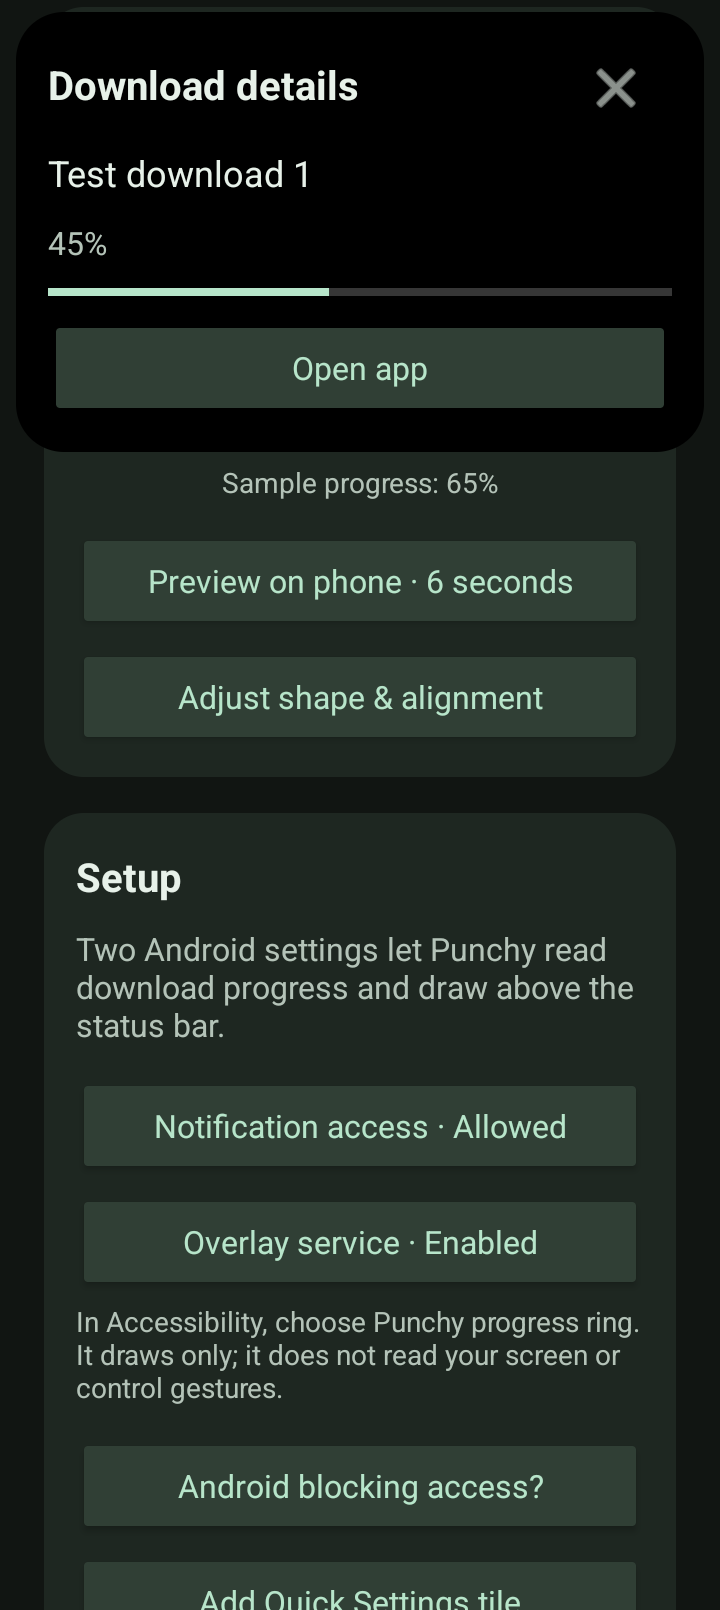 Download details
Test download 1
45%
Open app
Sample progress: 65%
Preview on phone · 6 seconds
Adjust shape & alignment
Setup
Two Android settings let Punchy read
download progress and draw above the
status bar.
Notification access · Allowed
Overlay service · Enabled
In Accessibility, choose Punchy progress ring.
It draws only; it does not read your screen or
control gestures.
Android blocking access?
Add Quick Settings tile